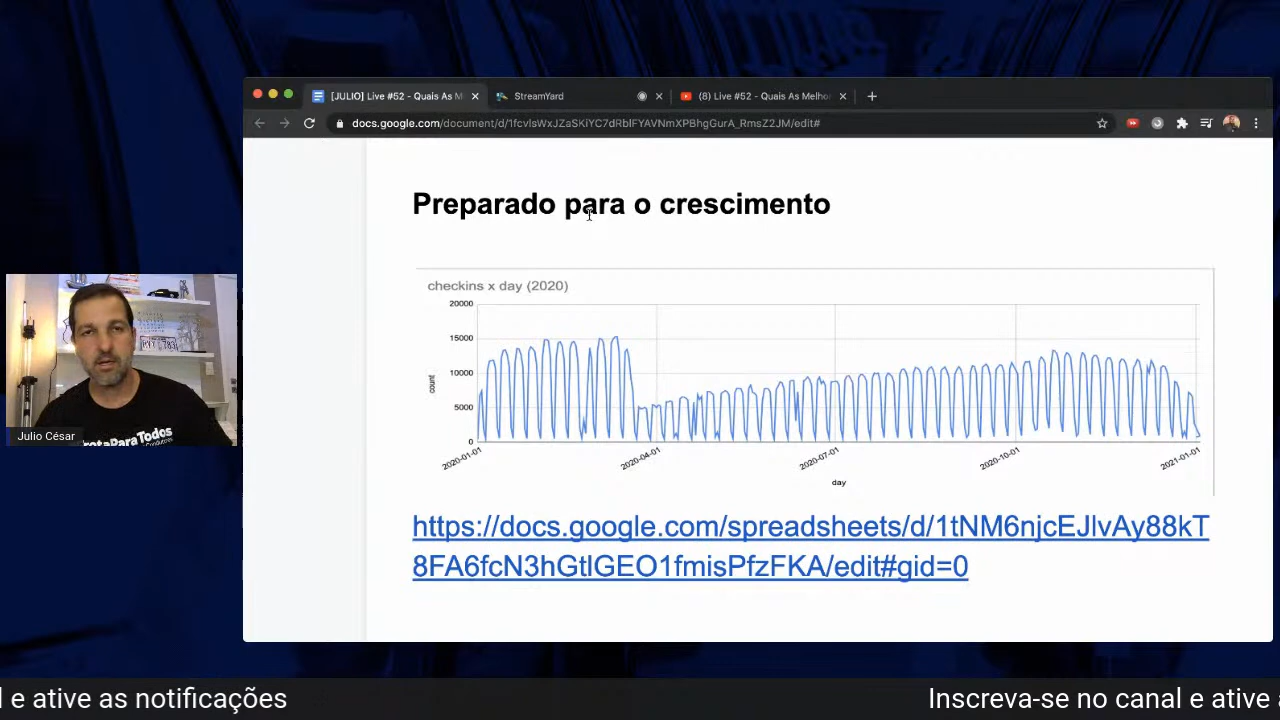 [JULIO] Live #52 - Quais As M
StreamYard
(8) Live #52 - Quais As Melho
docs.google.com/document/d/1fcvIsWxJZaSKiYC7dRblFYAVNmXPBhgGurA_RmsZ2JM/edit#
Preparado para o crescimento
checkins x day (2020)
20000
15000
10000
5000
0
count
2020-01-01
2020-04-01
2020-07-01
2020-10-01
2021-01-01
day
https://docs.google.com/spreadsheets/d/1tNM6njcEJlvAy88kT
8FA6fcN3hGtlGEO1fmisPfzFKA/edit#gid=0
rotaParaTodos
Julio César
l e ative as notificações
Inscreva-se no canal e ative